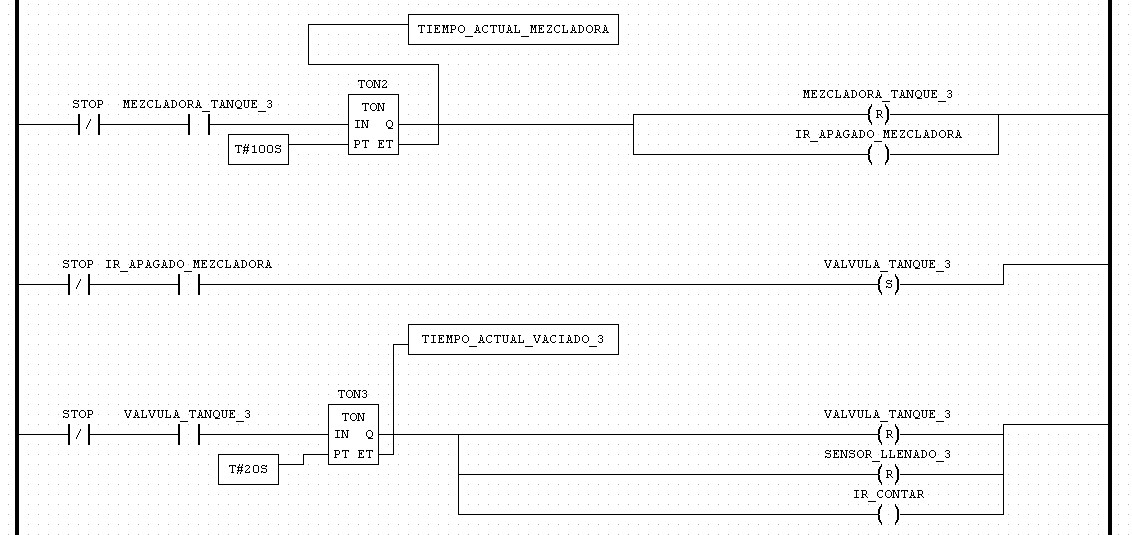 TIEMPO_ACTUAL_MEZCLADORA
TON2
STOP MEZCLADORA_TANQUE_3 TON MEZCLADORA_TANQUE_3
/ IN Q R
T#100S PT ET IR_APAGADO_MEZCLADORA
STOP IR_APAGADO_MEZCLADORA VALVULA_TANQUE_3
/ S
TIEMPO_ACTUAL_VACIADO_3
TON3
STOP VALVULA_TANQUE_3 TON VALVULA_TANQUE_3
/ IN Q R
T#20S PT ET SENSOR_LLENADO_3
R
IR_CONTAR